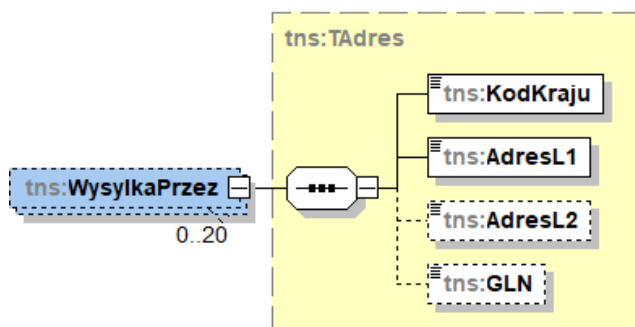 tns:TAdres
tns:KodKraju
tns:AdresL1
tns:WysylkaPrzez
0..20
tns:AdresL2
tns:GLN